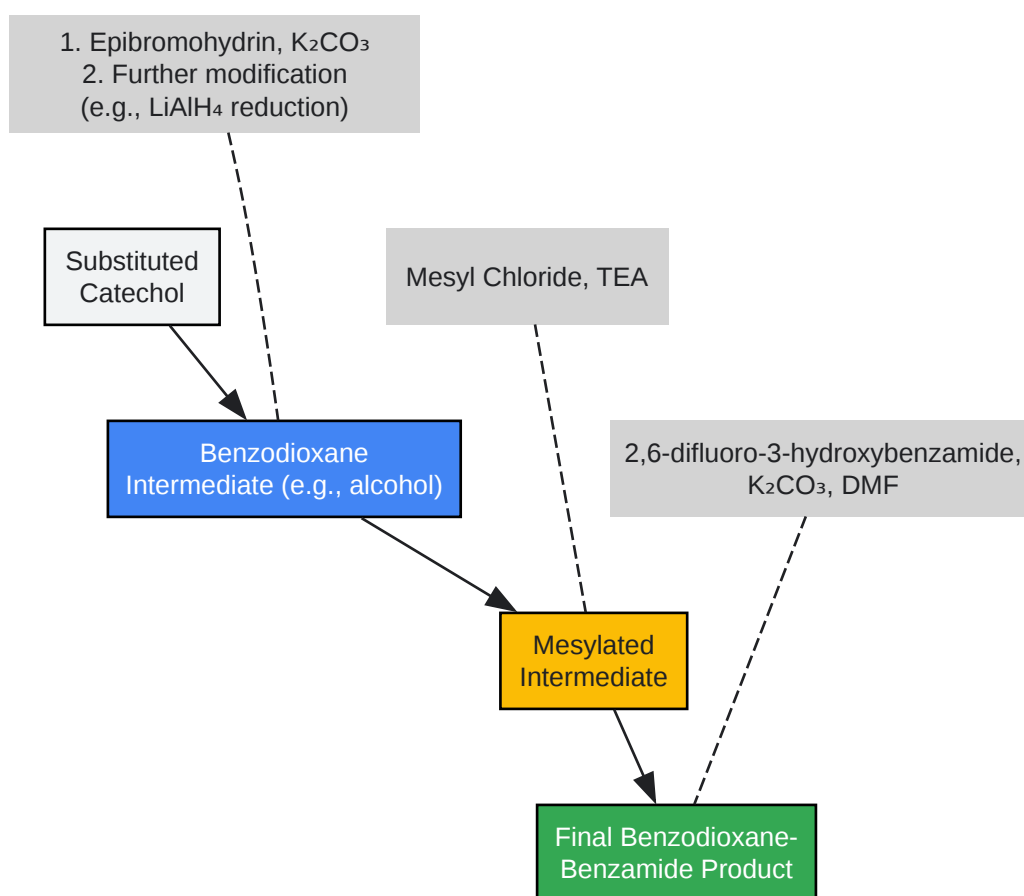 1. Epibromohydrin, K₂CO₃
2. Further modification
(e.g., LiAlH₄ reduction)
Substituted
Catechol
Mesyl Chloride, TEA
Benzodioxane
Intermediate (e.g., alcohol)
2,6-difluoro-3-hydroxybenzamide,
K₂CO₃, DMF
Mesylated
Intermediate
Final Benzodioxane-
Benzamide Product